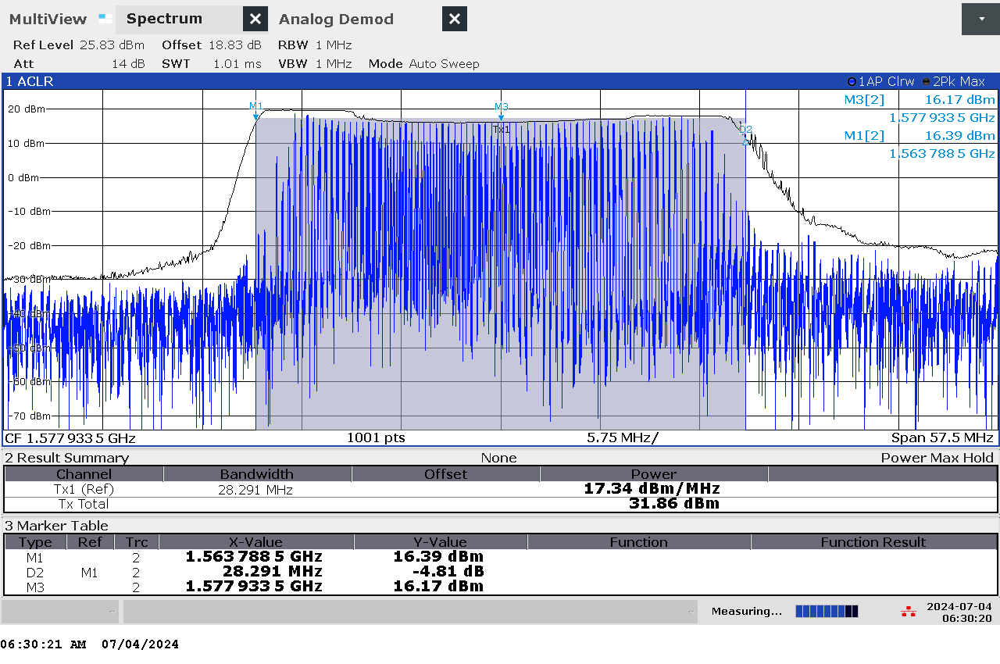 MultiView Spectrum Analog Demod
Ref Level 25.83 dBm Offset 18.83 dB RBW 1 MHz
Att 14 dB SWT 1.01 ms VBW 1 MHz Mode Auto Sweep
1 ACLR 1AP Clrw 2Pk Max
M3[2] 16.17 dBm
1.577 933 5 GHz
M1[2] 16.39 dBm
1.563 788 5 GHz
M1 M3
Tx1 D2
20 dBm
10 dBm
0 dBm
-10 dBm
-20 dBm
-30 dBm
-40 dBm
-50 dBm
-60 dBm
-70 dBm
CF 1.577 933 5 GHz 1001 pts 5.75 MHz/ Span 57.5 MHz
2 Result Summary None Power Max Hold
Channel Bandwidth Offset Power
Tx1 (Ref) 28.291 MHz 17.34 dBm/MHz
Tx Total 31.86 dBm
3 Marker Table
Type Ref Trc X-Value Y-Value Function Function Result
M1 2 1.563 788 5 GHz 16.39 dBm
D2 M1 2 28.291 MHz -4.81 dB
M3 2 1.577 933 5 GHz 16.17 dBm
Measuring... 2024-07-04
06:30:20
06:30:21 AM 07/04/2024